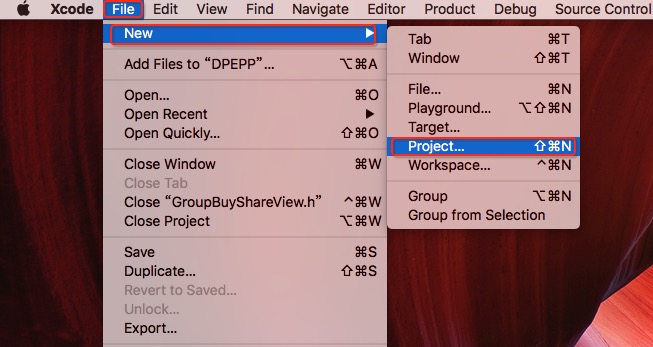 Xcode File Edit View Find Navigate Editor Product Debug Source Control
New
Add Files to “DPEPP”... ⌥⌘A
Open... ⌘O
Open Recent
Open Quickly... ⇧⌘O
Close Window ⌘W
Close Tab
Close “GroupBuyShareView.h” ^⌘W
Close Project ⌥⌘W
Save ⌘S
Duplicate... ⇧⌘S
Revert to Saved...
Unlock...
Export...
Tab ⌘T
Window ⇧⌘T
File... ⌘N
Playground... ⌥⇧⌘N
Target...
Project... ⇧⌘N
Workspace... ^⌘N
Group ⌥⌘N
Group from Selection